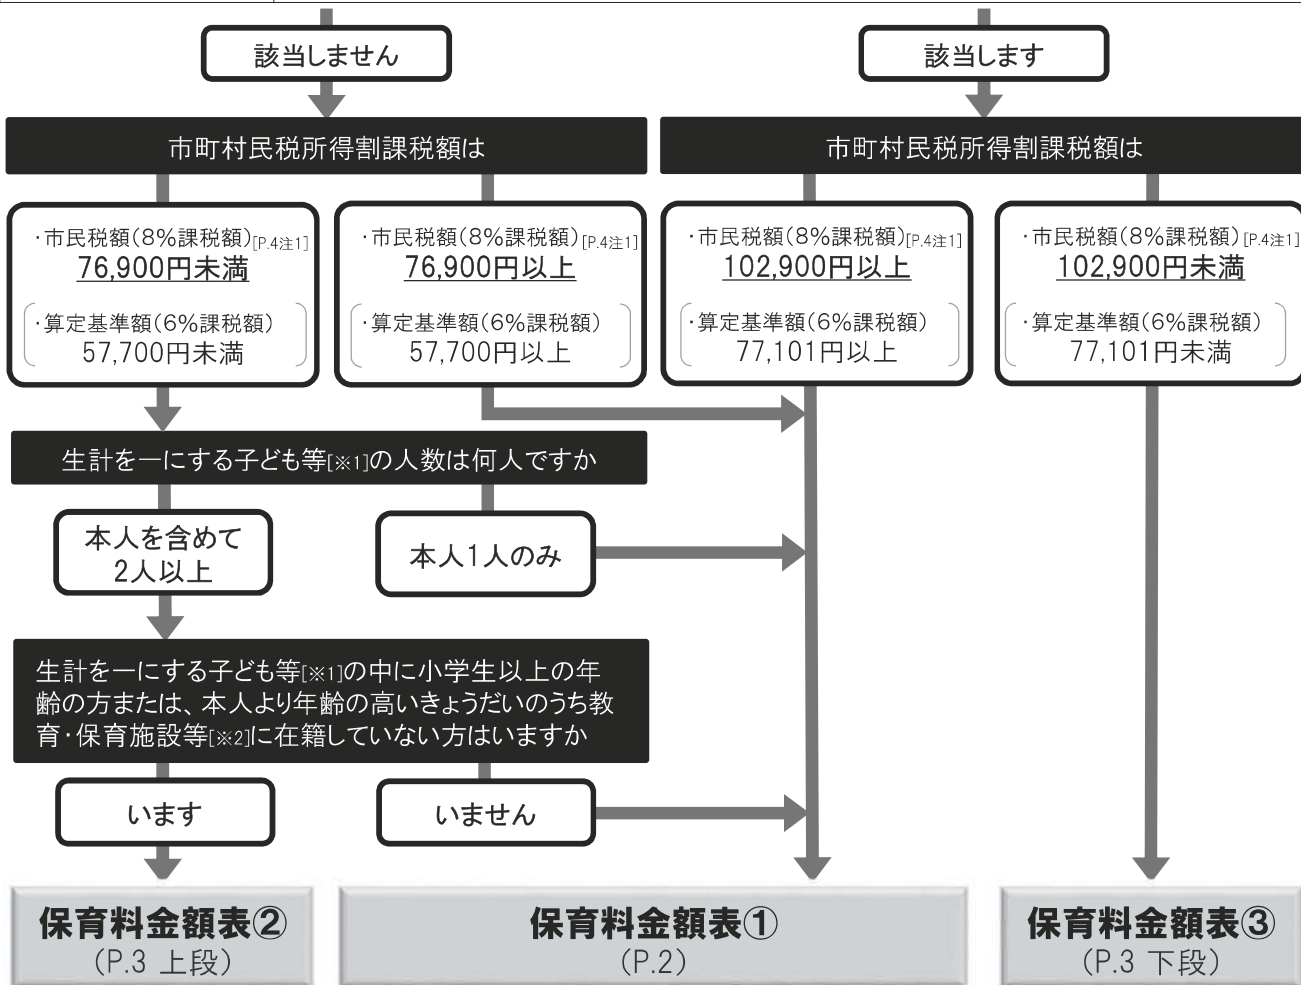 該当しません
該当します
市町村民税所得割課税額は
市町村民税所得割課税額は
・市民税額(8%課税額)[P.4注1]
76,900円未満
・算定基準額(6%課税額)
57,700円未満
・市民税額(8%課税額)[P.4注1]
76,900円以上
・算定基準額(6%課税額)
57,700円以上
・市民税額(8%課税額)[P.4注1]
102,900円以上
・算定基準額(6%課税額)
77,101円以上
・市民税額(8%課税額)[P.4注1]
102,900円未満
・算定基準額(6%課税額)
77,101円未満
生計を一にする子ども等[※1]の人数は何人ですか
本人を含めて
2人以上
本人1人のみ
生計を一にする子ども等[※1]の中に小学生以上の年
齢の方または、本人より年齢の高いきょうだいのうち教
育・保育施設等[※2]に在籍していない方はいますか
います
いません
保育料金額表②
(P.3 上段)
保育料金額表①
(P.2)
保育料金額表③
(P.3 下段)